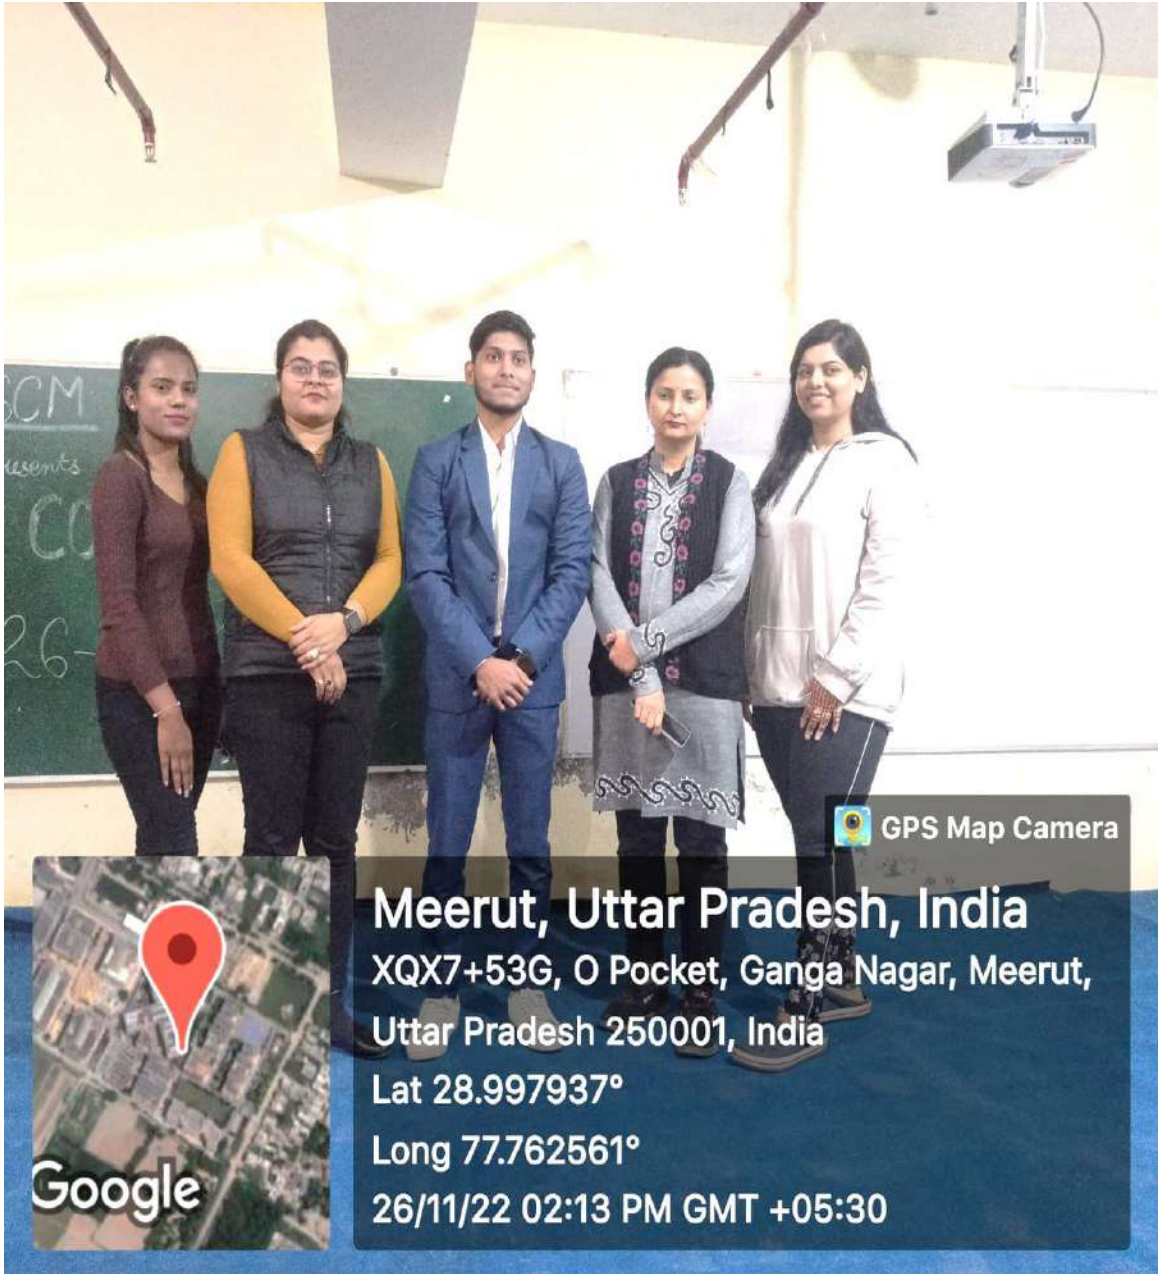 SCM
CO
26-
GPS Map Camera
Meerut, Uttar Pradesh, India
XQX7+53G, O Pocket, Ganga Nagar, Meerut,
Uttar Pradesh 250001, India
Lat 28.997937°
Long 77.762561°
26/11/22 02:13 PM GMT +05:30
Google